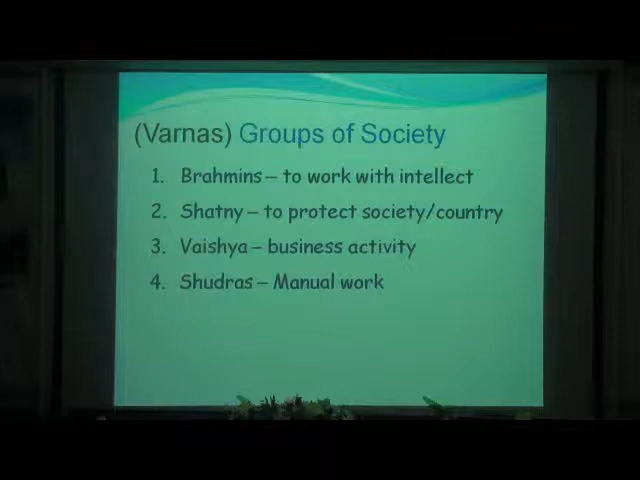 (Varnas) Groups of Society
1. Brahmins – to work with intellect
2. Shatny – to protect society/country
3. Vaishya – business activity
4. Shudras – Manual work